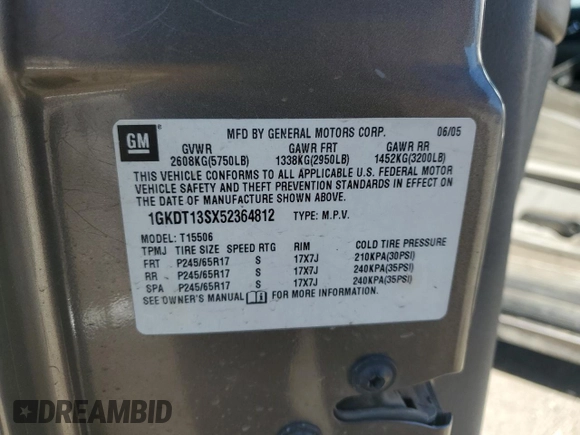 GM
MFD BY GENERAL MOTORS CORP. 06/05
GVWR GAWR FRT GAWR RR
2608KG(5750LB) 1338KG(2950LB) 1452KG(3200LB)
THIS VEHICLE CONFORMS TO ALL APPLICABLE U.S. FEDERAL MOTOR
VEHICLE SAFETY AND THEFT PREVENTION STANDARDS IN EFFECT ON
THE DATE OF MANUFACTURE SHOWN ABOVE.
1GKDT13SX52364812 TYPE: M.P.V.
MODEL: T15506
TPMJ TIRE SIZE SPEED RTG RIM COLD TIRE PRESSURE
FRT P245/65R17 S 17X7J 210KPA(30PSI)
RR P245/65R17 S 17X7J 240KPA(35PSI)
SPA P245/65R17 S 17X7J 240KPA(35PSI)
SEE OWNER'S MANUAL FOR MORE INFORMATION.
DREAMBID